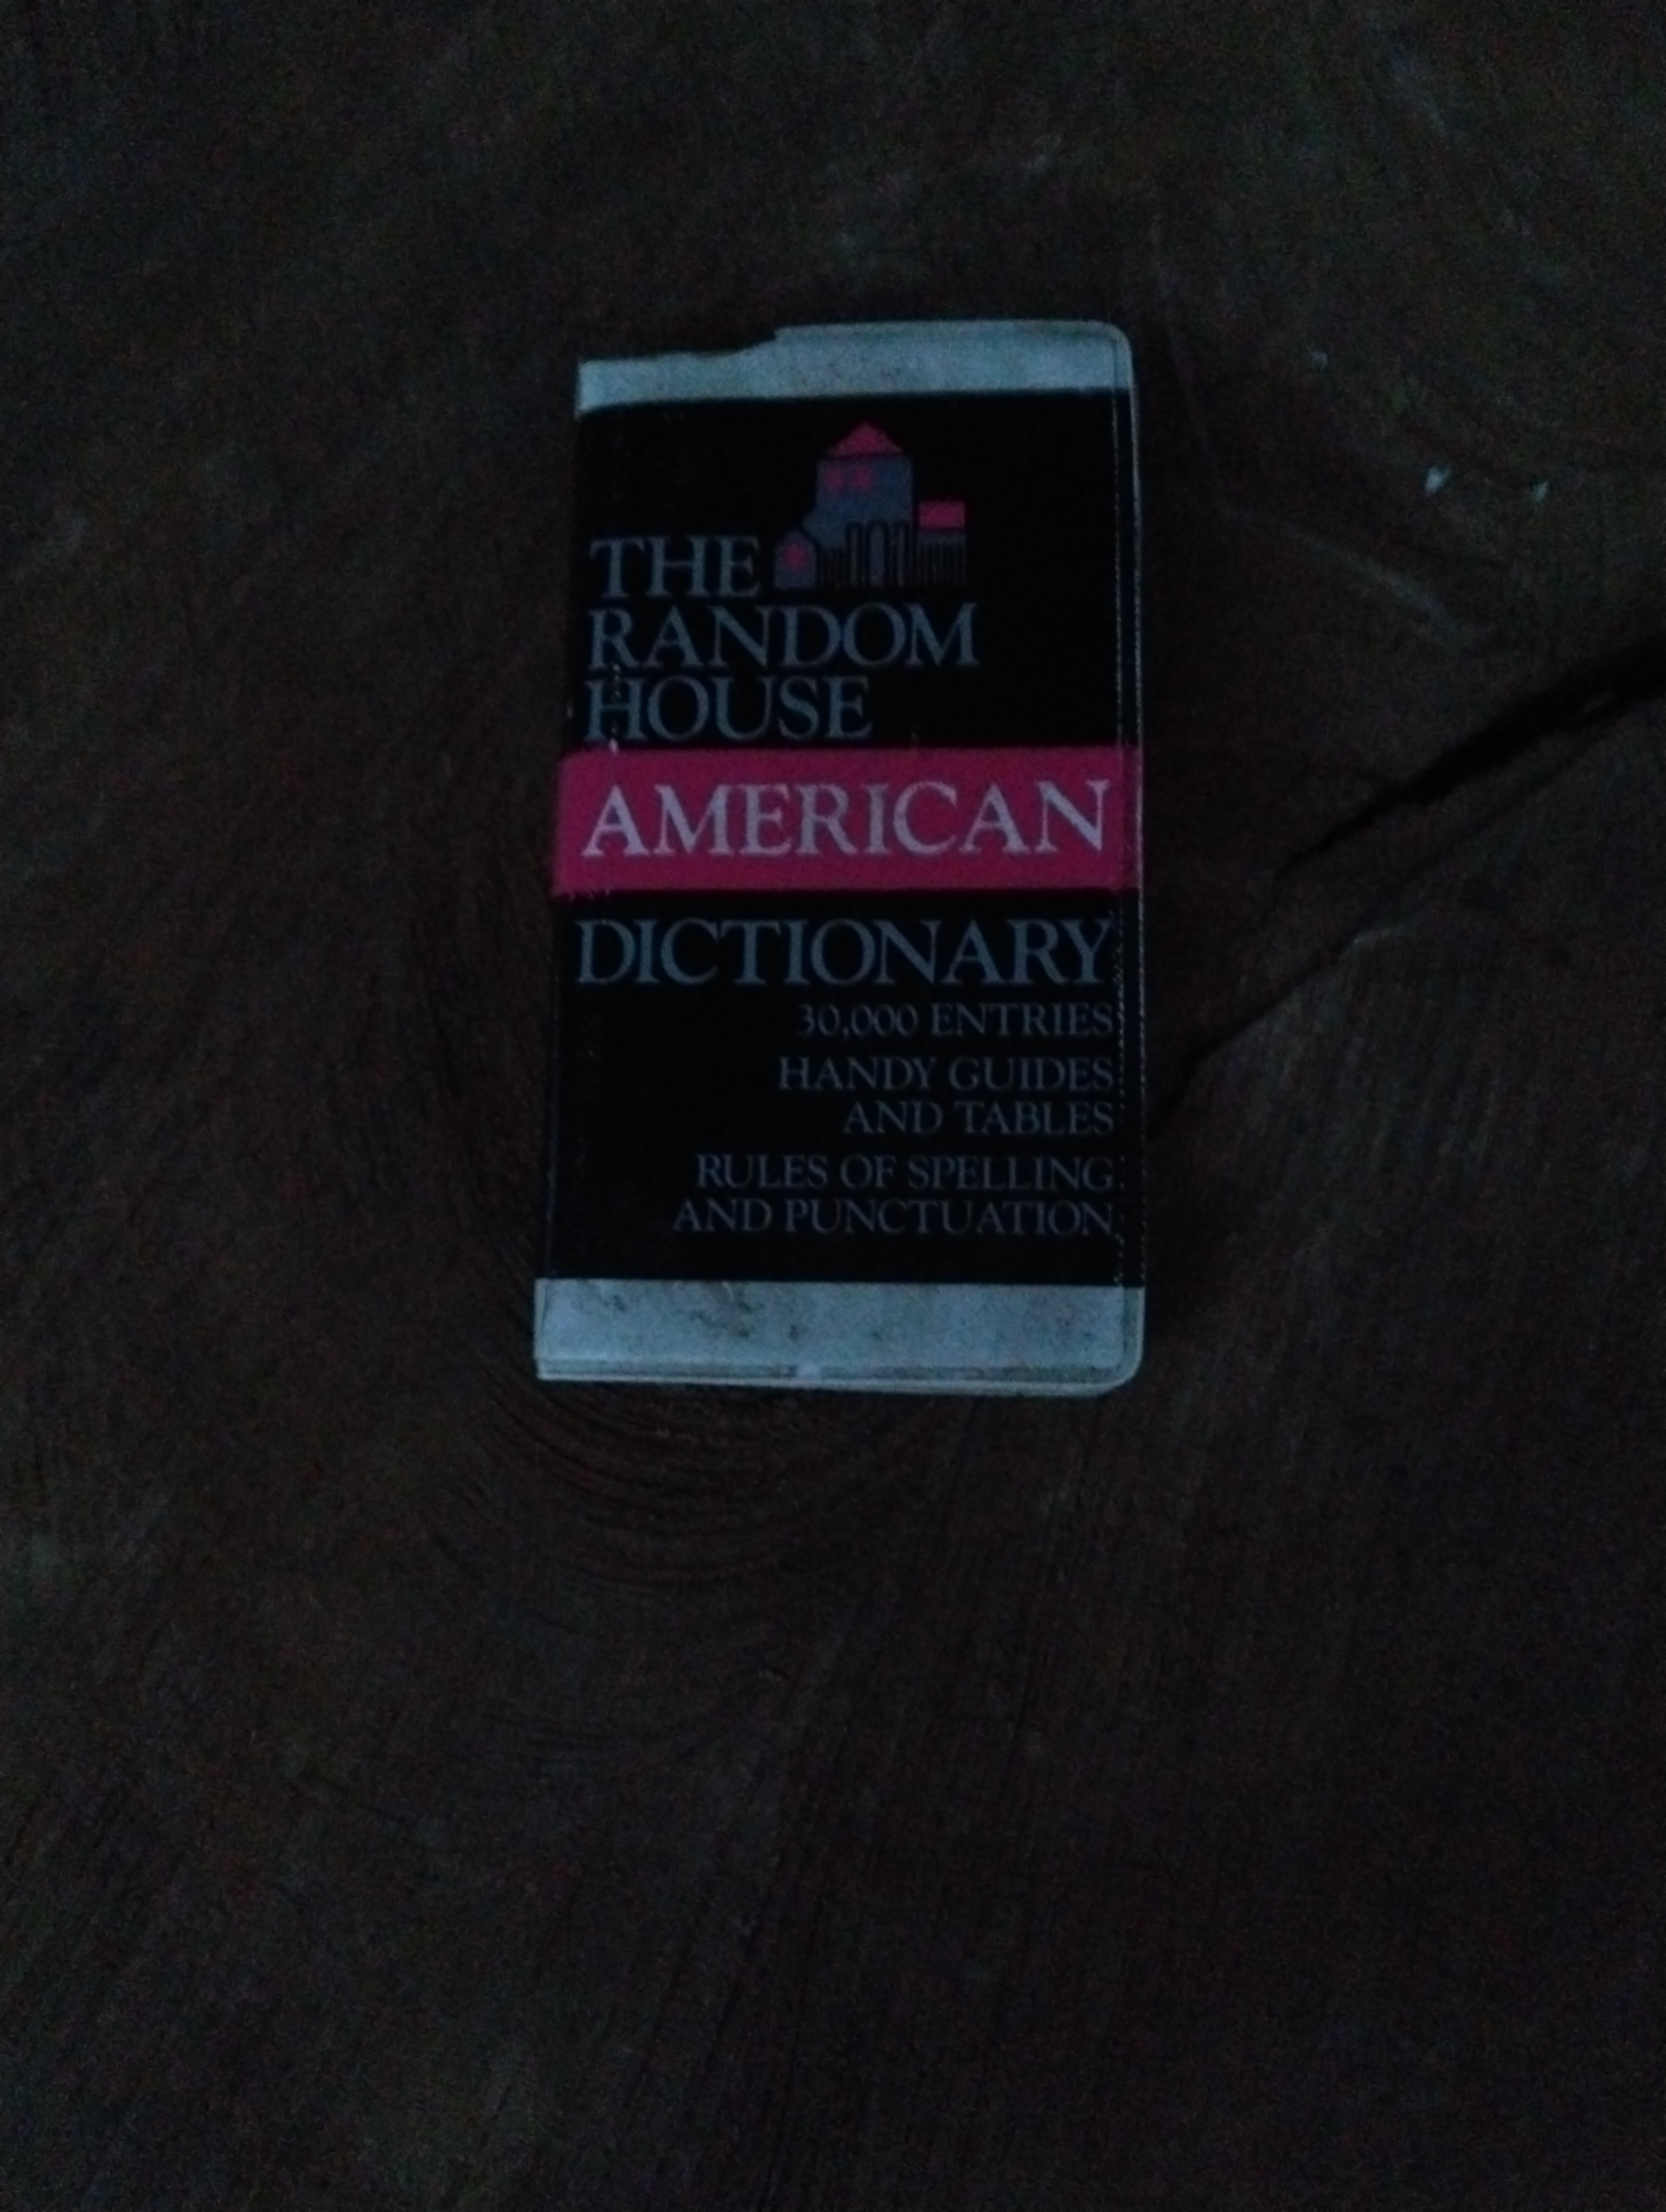 THE
RANDOM
HOUSE
AMERICAN
DICTIONARY
30,000 ENTRIES
HANDY GUIDES
AND TABLES
RULES OF SPELLING
AND PUNCTUATION